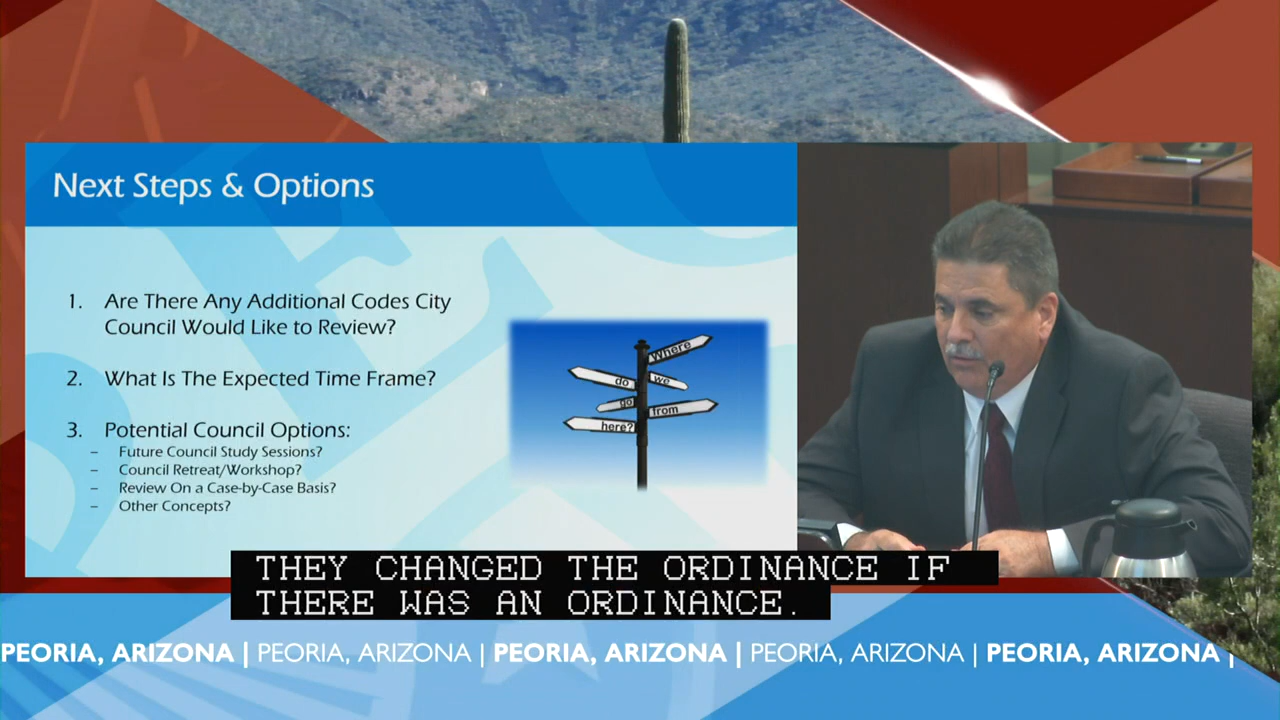 Next Steps & Options
1. Are There Any Additional Codes City
Council Would Like to Review?
2. What Is The Expected Time Frame?
3. Potential Council Options:
– Future Council Study Sessions?
– Council Retreat/Workshop?
– Review On a Case-by-Case Basis?
– Other Concepts?
Where
do we
go
from
here?
THEY CHANGED THE ORDINANCE IF
THERE WAS AN ORDINANCE.
PEORIA, ARIZONA | PEORIA, ARIZONA | PEORIA, ARIZONA | PEORIA, ARIZONA | PEORIA, ARIZONA |